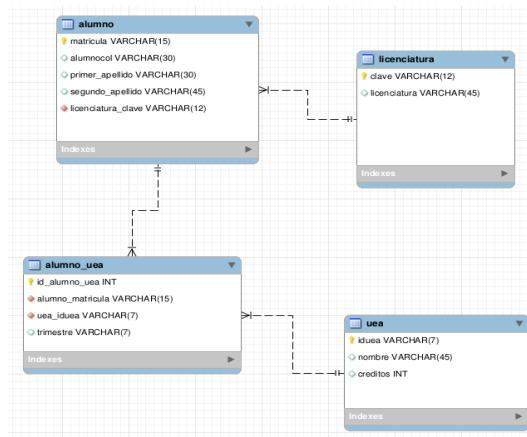 alumno
matricula VARCHAR(15)
alumnocol VARCHAR(30)
primer_apellido VARCHAR(30)
segundo_apellido VARCHAR(45)
licenciatura_clave VARCHAR(12)
Indexes
licenciatura
clave VARCHAR(12)
licenciatura VARCHAR(45)
Indexes
alumno_uea
id_alumno_uea INT
alumno_matricula VARCHAR(15)
uea_iduea VARCHAR(7)
trimestre VARCHAR(7)
Indexes
uea
iduea VARCHAR(7)
nombre VARCHAR(45)
creditos INT
Indexes